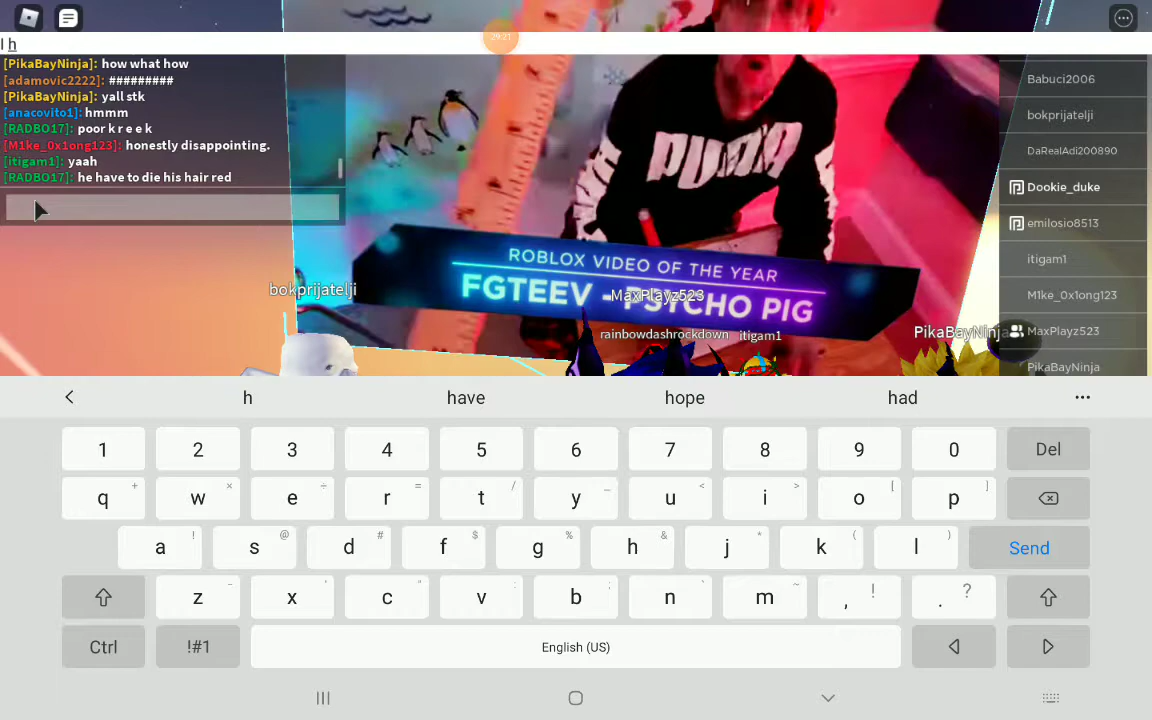 29:21
I h
[PikaBayNinja]: how what how
[adamovic2222]: #########
[PikaBayNinja]: yall stk
[anacovito1]: hmmm
[RADBO17]: poor k r e e k
[M1ke_0x1ong123]: honestly disappointing.
[itigam1]: yaah
[RADBO17]: he have to die his hair red
Babuci2006
bokprijatelji
DaRealAdi200890
Dookie_duke
emilosio8513
itigam1
M1ke_0x1ong123
MaxPlayz523
PikaBayNinja
PUMA
ROBLOX VIDEO OF THE YEAR
FGTEEV - PSYCHO PIG
bokprijatelji
MaxPlayz523
rainbowdashrockdown itigam1
PikaBayNinja
h have hope had
1 2 3 4 5 6 7 8 9 0 Del
q + w × e ÷ r = t / y _ u < i > o [ p ]
a ! s @ d # f $ g % h & j * k ( l ) Send
z - x ' c " v : b ; n ` m ~ , ! . ?
Ctrl !#1 English (US)